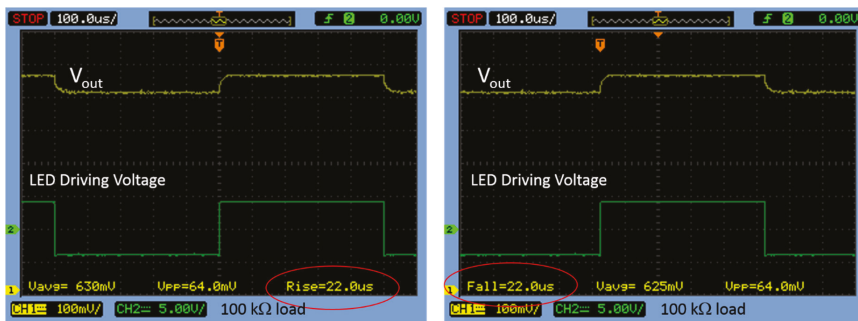 STOP 100.0us/ T f 2 0.00V
T
Vout
LED Driving Voltage
2
1
Vavg= 630mV Vpp=64.0mV Rise=22.0us
CH1 100mV/ CH2 5.00V/ 100 kΩ load
STOP 100.0us/ T f 2 0.00V
T
Vout
LED Driving Voltage
2
1
Fall=22.0us Vavg= 625mV Vpp=64.0mV
CH1 100mV/ CH2 5.00V/ 100 kΩ load